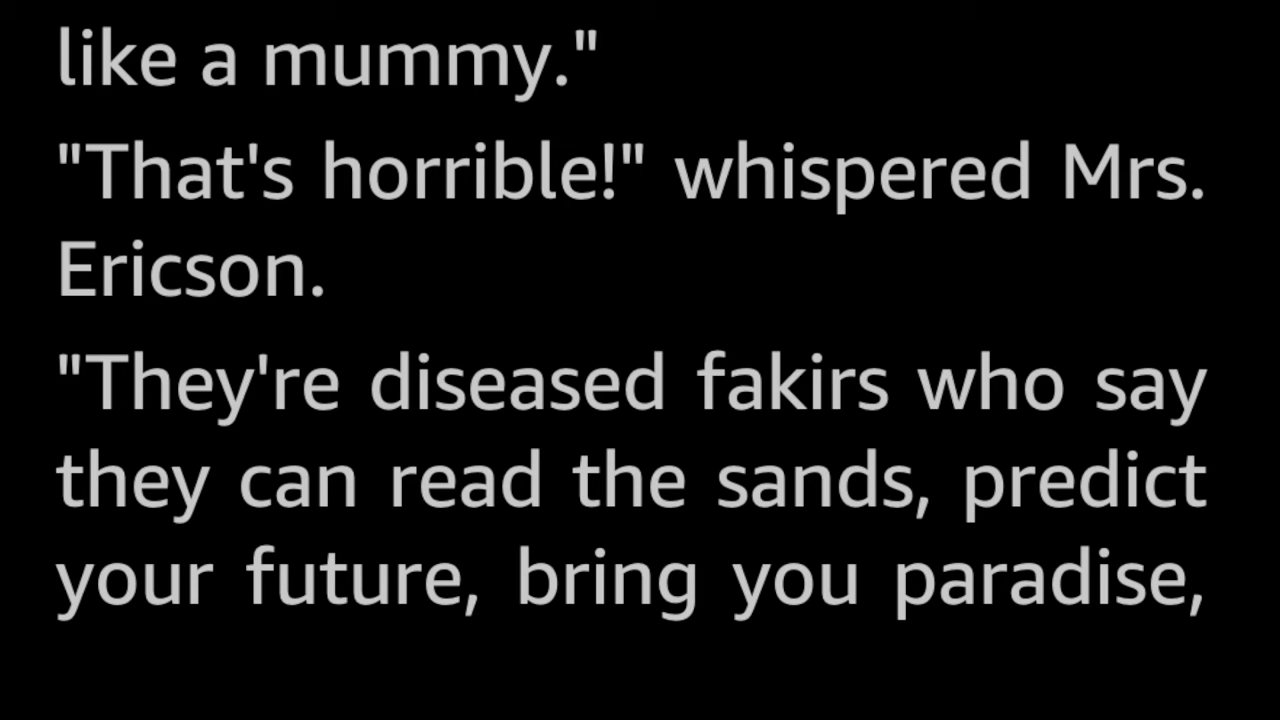 like a mummy."
"That's horrible!" whispered Mrs.
Ericson.
"They're diseased fakirs who say
they can read the sands, predict
your future, bring you paradise,